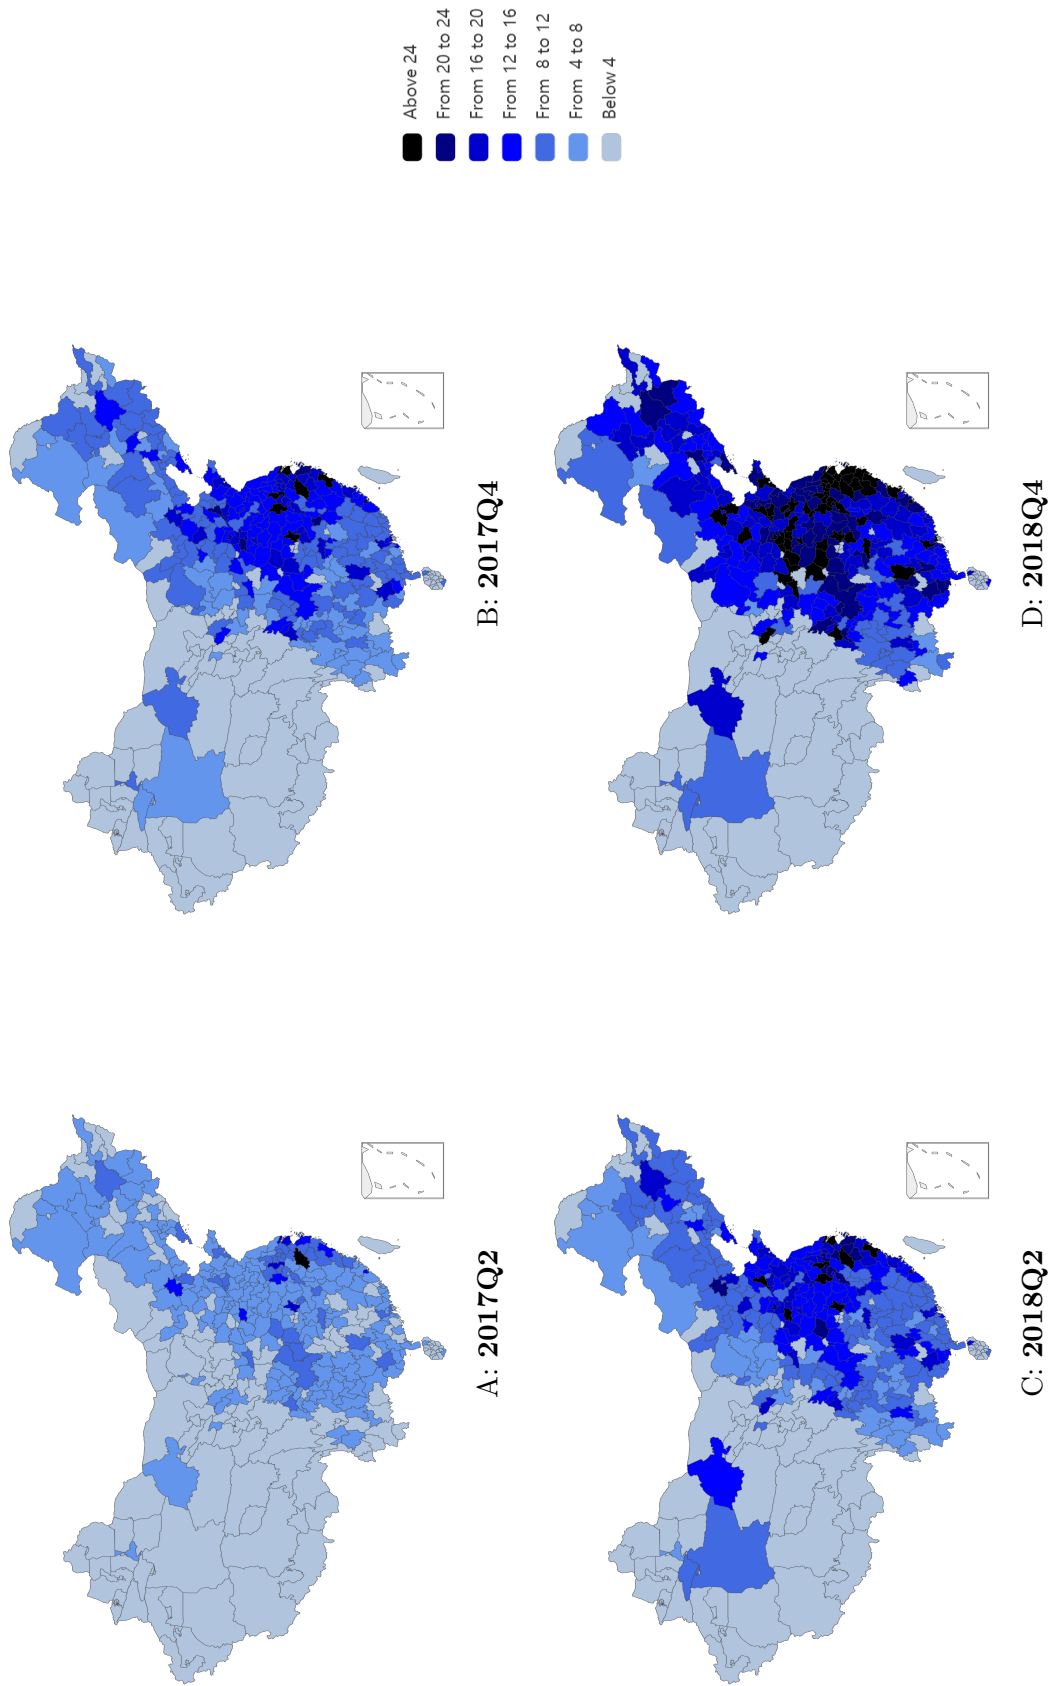 A: 2017Q2
B: 2017Q4
C: 2018Q2
D: 2018Q4
Above 24
From 20 to 24
From 16 to 20
From 12 to 16
From 8 to 12
From 4 to 8
Below 4